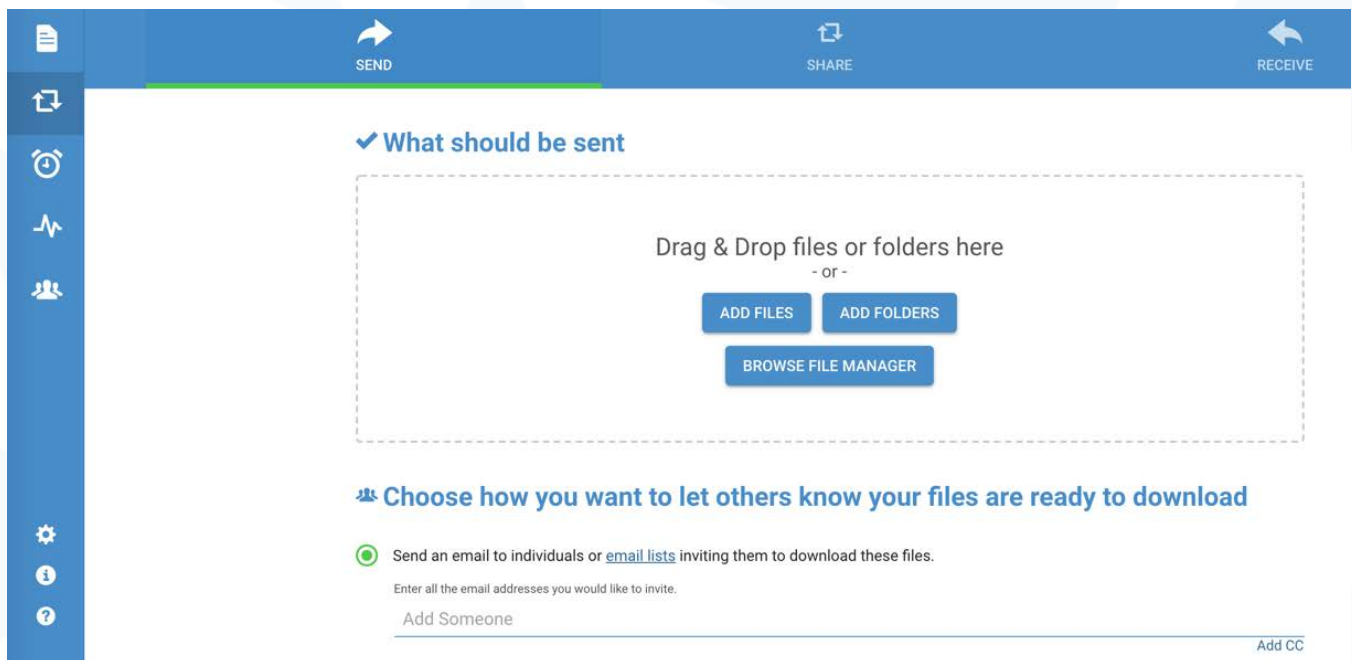 SEND
SHARE
RECEIVE
What should be sent
Drag & Drop files or folders here
- or -
ADD FILES
ADD FOLDERS
BROWSE FILE MANAGER
Choose how you want to let others know your files are ready to download
Send an email to individuals or email lists inviting them to download these files.
Enter all the email addresses you would like to invite.
Add Someone
Add CC